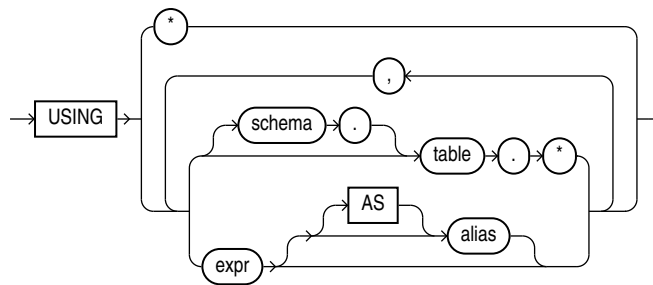 *
,
USING
schema .
table . *
AS
alias
expr